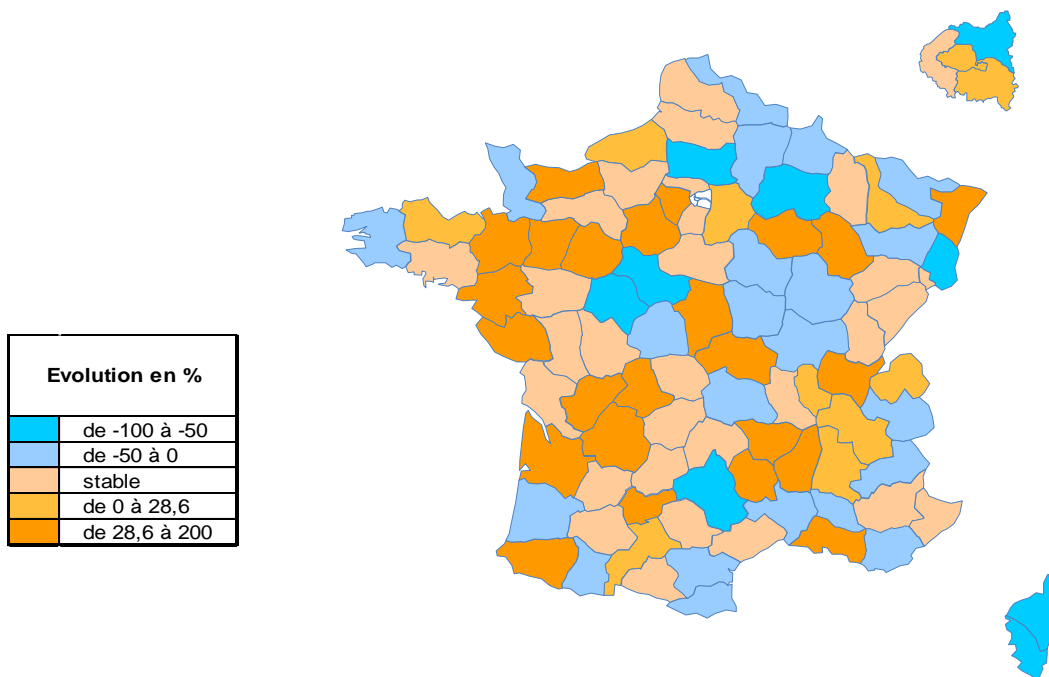 Evolution en %
de -100 à -50
de -50 à 0
stable
de 0 à 28,6
de 28,6 à 200